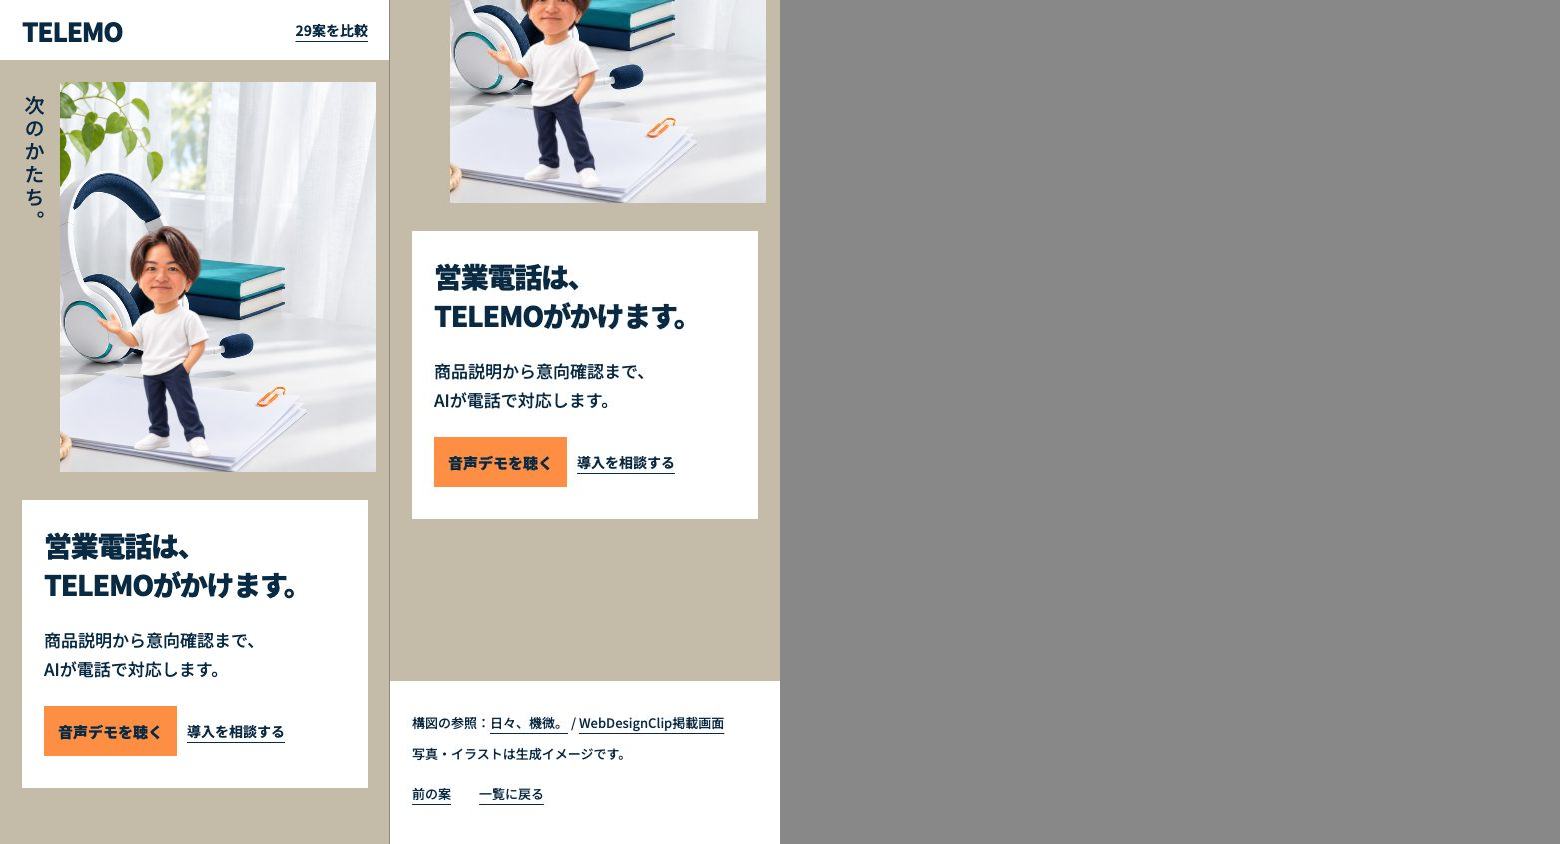 TELEMO
29案を比較
次のかたち。
営業電話は、
TELEMOがかけます。
商品説明から意向確認まで、
AIが電話で対応します。
音声デモを聴く
導入を相談する
営業電話は、
TELEMOがかけます。
商品説明から意向確認まで、
AIが電話で対応します。
音声デモを聴く
導入を相談する
構図の参照：日々、機微。 / WebDesignClip掲載画面
写真・イラストは生成イメージです。
前の案
一覧に戻る